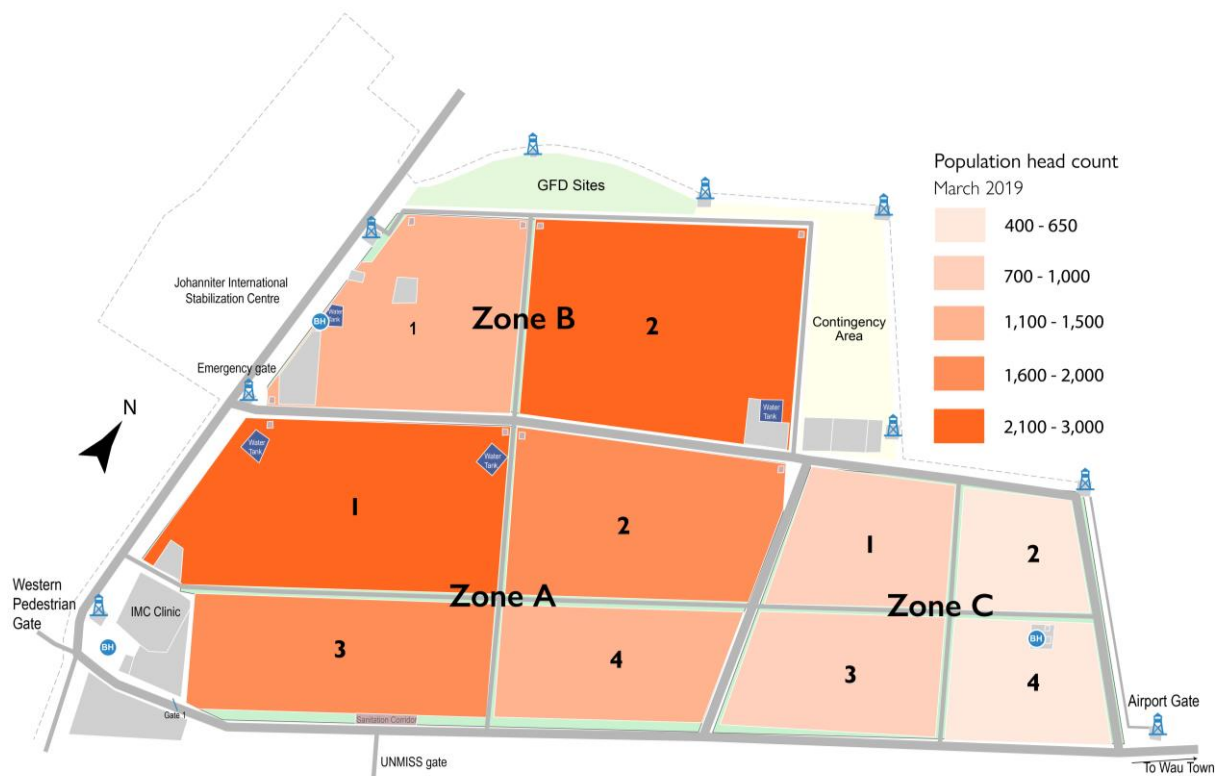 GFD Sites
Population head count
March 2019
400 - 650
700 - 1,000
1,100 - 1,500
1,600 - 2,000
2,100 - 3,000
Johanniter International
Stabilization Centre
Water
Tank
BH
1
Zone B
2
Contingency
Area
Emergency gate
Water
Tank
N
Water
Tank
Water
Tank
1
2
1
2
Zone A
Zone C
Western
Pedestrian
Gate
IMC Clinic
BH
BH
3
4
3
4
Airport Gate
Gate 1
Sanitation Corridor
UNMISS gate
To Wau Town